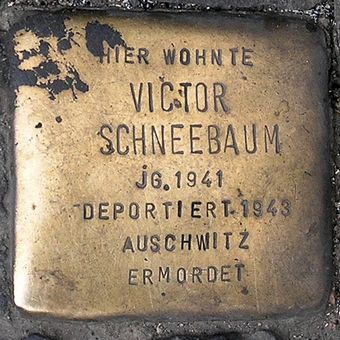 HIER WOHNTE
VICTOR
SCHNEEBAUM
JG. 1941
DEPORTIERT 1943
AUSCHWITZ
ERMORDET